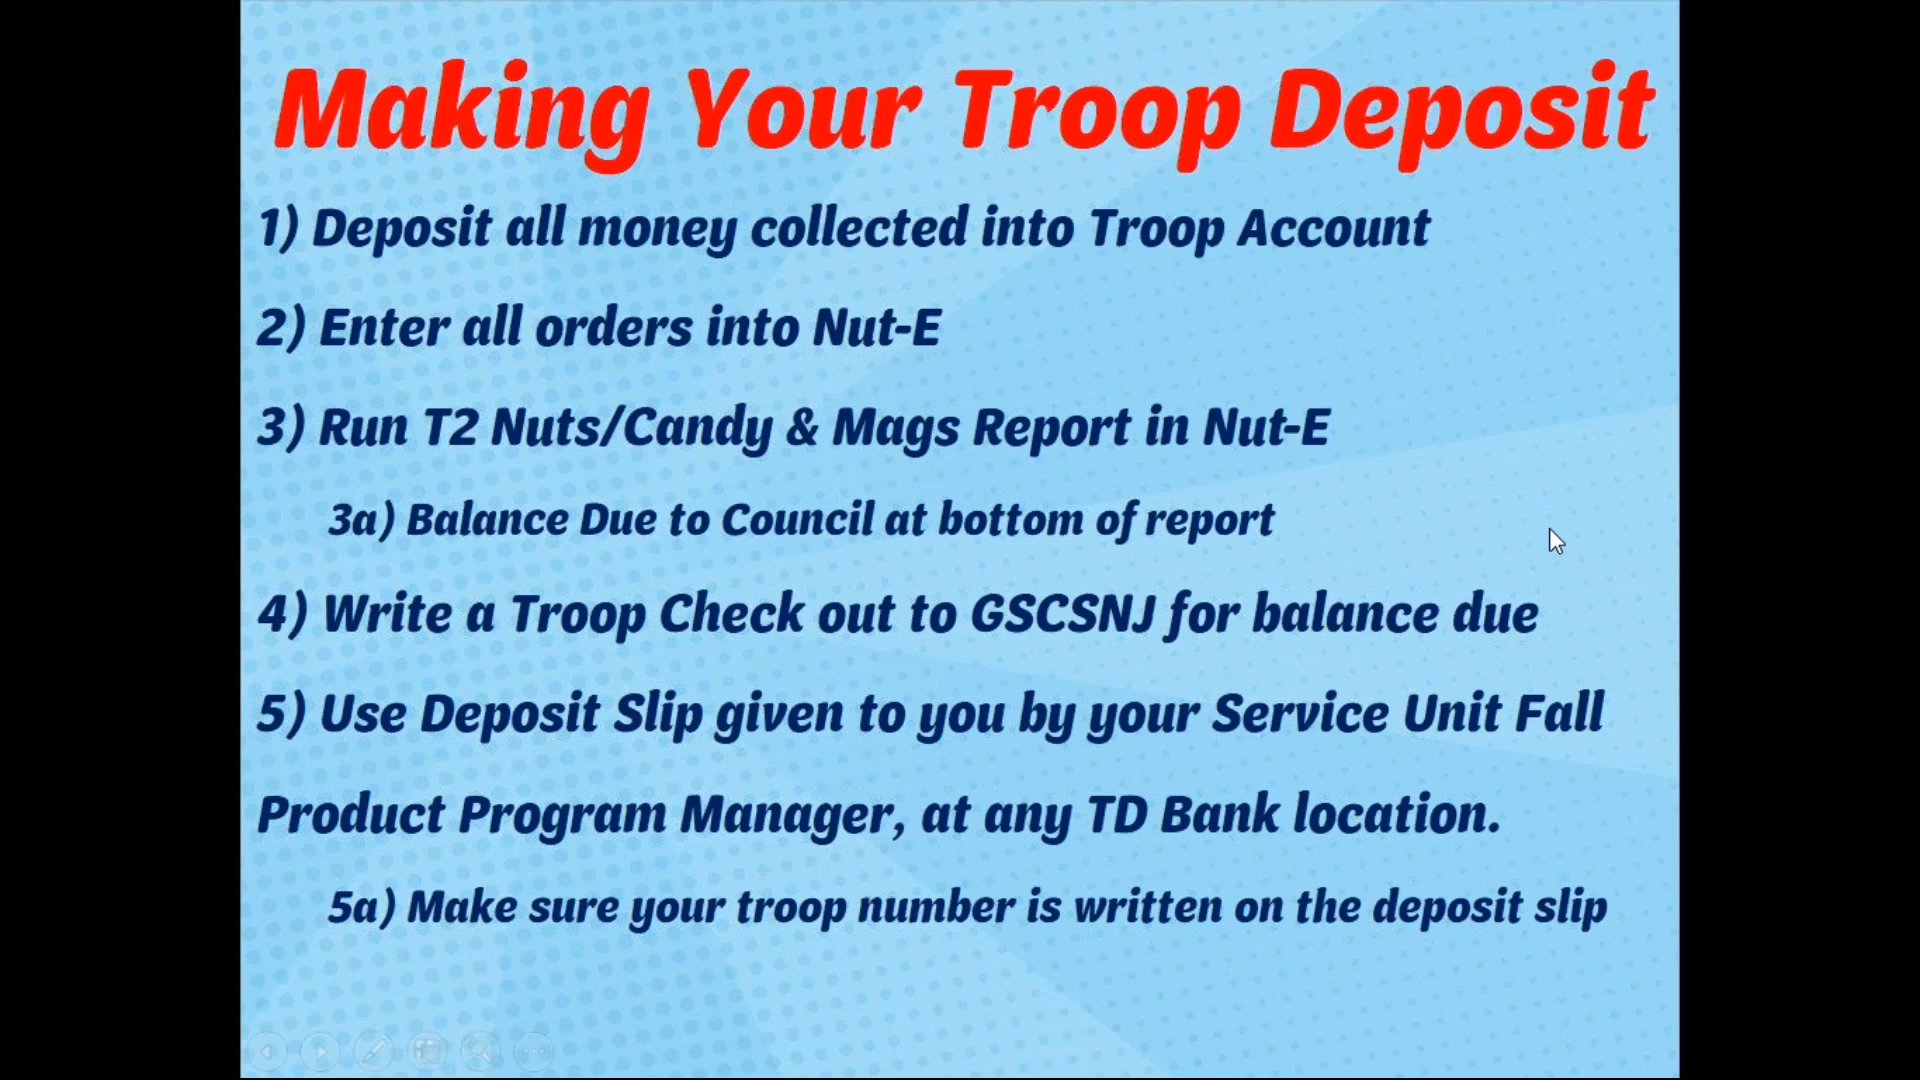 Making Your Troop Deposit
1) Deposit all money collected into Troop Account
2) Enter all orders into Nut-E
3) Run T2 Nuts/Candy & Mags Report in Nut-E
3a) Balance Due to Council at bottom of report
4) Write a Troop Check out to GSCSNJ for balance due
5) Use Deposit Slip given to you by your Service Unit Fall
Product Program Manager, at any TD Bank location.
5a) Make sure your troop number is written on the deposit slip